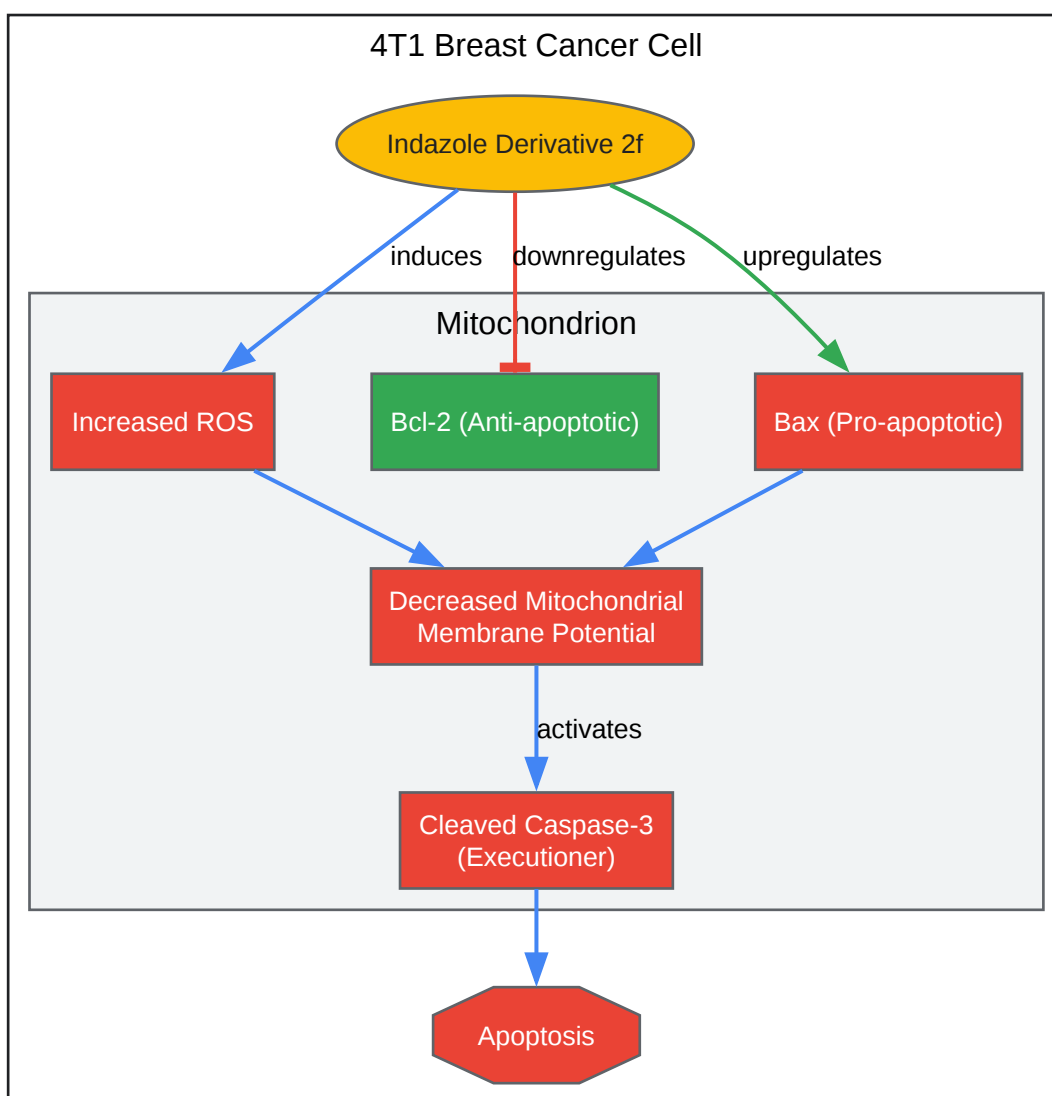 4T1 Breast Cancer Cell
Indazole Derivative 2f
induces
downregulates
upregulates
Mitochondrion
Increased ROS
Bcl-2 (Anti-apoptotic)
Bax (Pro-apoptotic)
Decreased Mitochondrial
Membrane Potential
activates
Cleaved Caspase-3
(Executioner)
Apoptosis